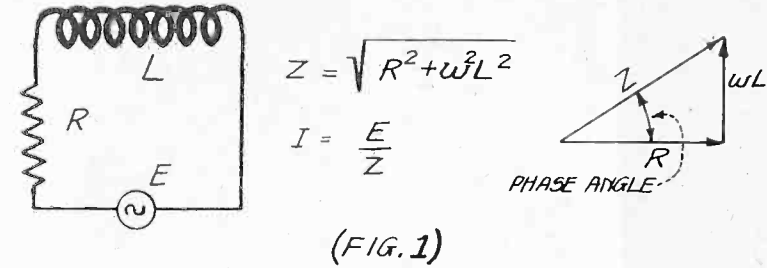 L
R
E
Z = √R² + ω²L²
I = E/Z
Z
ωL
R
PHASE ANGLE
(FIG. 1)